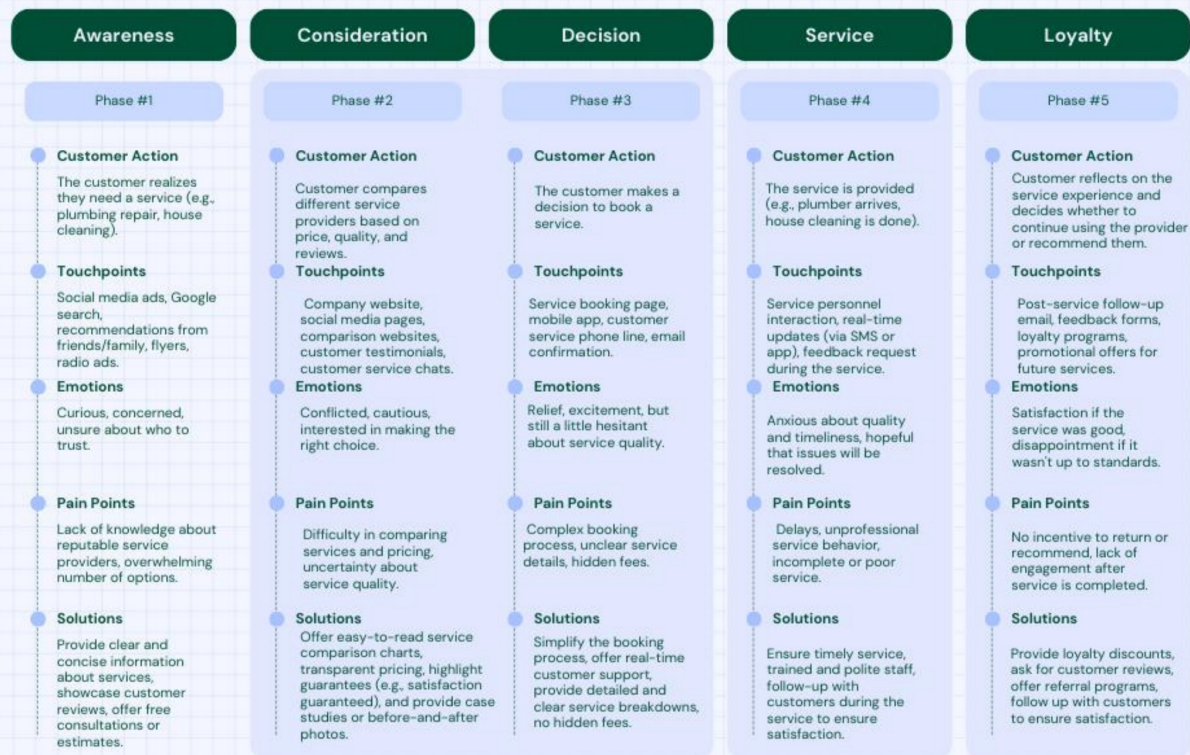 Awareness
Phase #1
Customer Action
The customer realizes
they need a service (e.g.,
plumbing repair, house
cleaning).
Touchpoints
Social media ads, Google
search,
recommendations from
friends/family, flyers,
radio ads.
Emotions
Curious, concerned,
unsure about who to
trust.
Pain Points
Lack of knowledge about
reputable service
providers, overwhelming
number of options.
Solutions
Provide clear and
concise information
about services,
showcase customer
reviews, offer free
consultations or
estimates.
Consideration
Phase #2
Customer Action
Customer compares
different service
providers based on
price, quality, and
reviews.
Touchpoints
Company website,
social media pages,
comparison websites,
customer testimonials,
customer service chats.
Emotions
Conflicted, cautious,
interested in making the
right choice.
Pain Points
Difficulty in comparing
services and pricing,
uncertainty about
service quality.
Solutions
Offer easy-to-read service
comparison charts,
transparent pricing, highlight
guarantees (e.g., satisfaction
guaranteed), and provide case
studies or before-and-after
photos.
Decision
Phase #3
Customer Action
The customer makes a
decision to book a
service.
Touchpoints
Service booking page,
mobile app, customer
service phone line, email
confirmation.
Emotions
Relief, excitement, but
still a little hesitant
about service quality.
Pain Points
Complex booking
process, unclear service
details, hidden fees.
Solutions
Simplify the booking
process, offer real-time
customer support,
provide detailed and
clear service breakdowns,
no hidden fees.
Service
Phase #4
Customer Action
The service is provided
(e.g., plumber arrives,
house cleaning is done).
Touchpoints
Service personnel
interaction, real-time
updates (via SMS or
app), feedback request
during the service.
Emotions
Anxious about quality
and timeliness, hopeful
that issues will be
resolved.
Pain Points
Delays, unprofessional
service behavior,
incomplete or poor
service.
Solutions
Ensure timely service,
trained and polite staff,
follow-up with
customers during the
service to ensure
satisfaction.
Loyalty
Phase #5
Customer Action
Customer reflects on the
service experience and
decides whether to
continue using the provider
or recommend them.
Touchpoints
Post-service follow-up
email, feedback forms,
loyalty programs,
promotional offers for
future services.
Emotions
Satisfaction if the
service was good,
disappointment if it
wasn't up to standards.
Pain Points
No incentive to return or
recommend, lack of
engagement after
service is completed.
Solutions
Provide loyalty discounts,
ask for customer reviews,
offer referral programs,
follow up with customers
to ensure satisfaction.